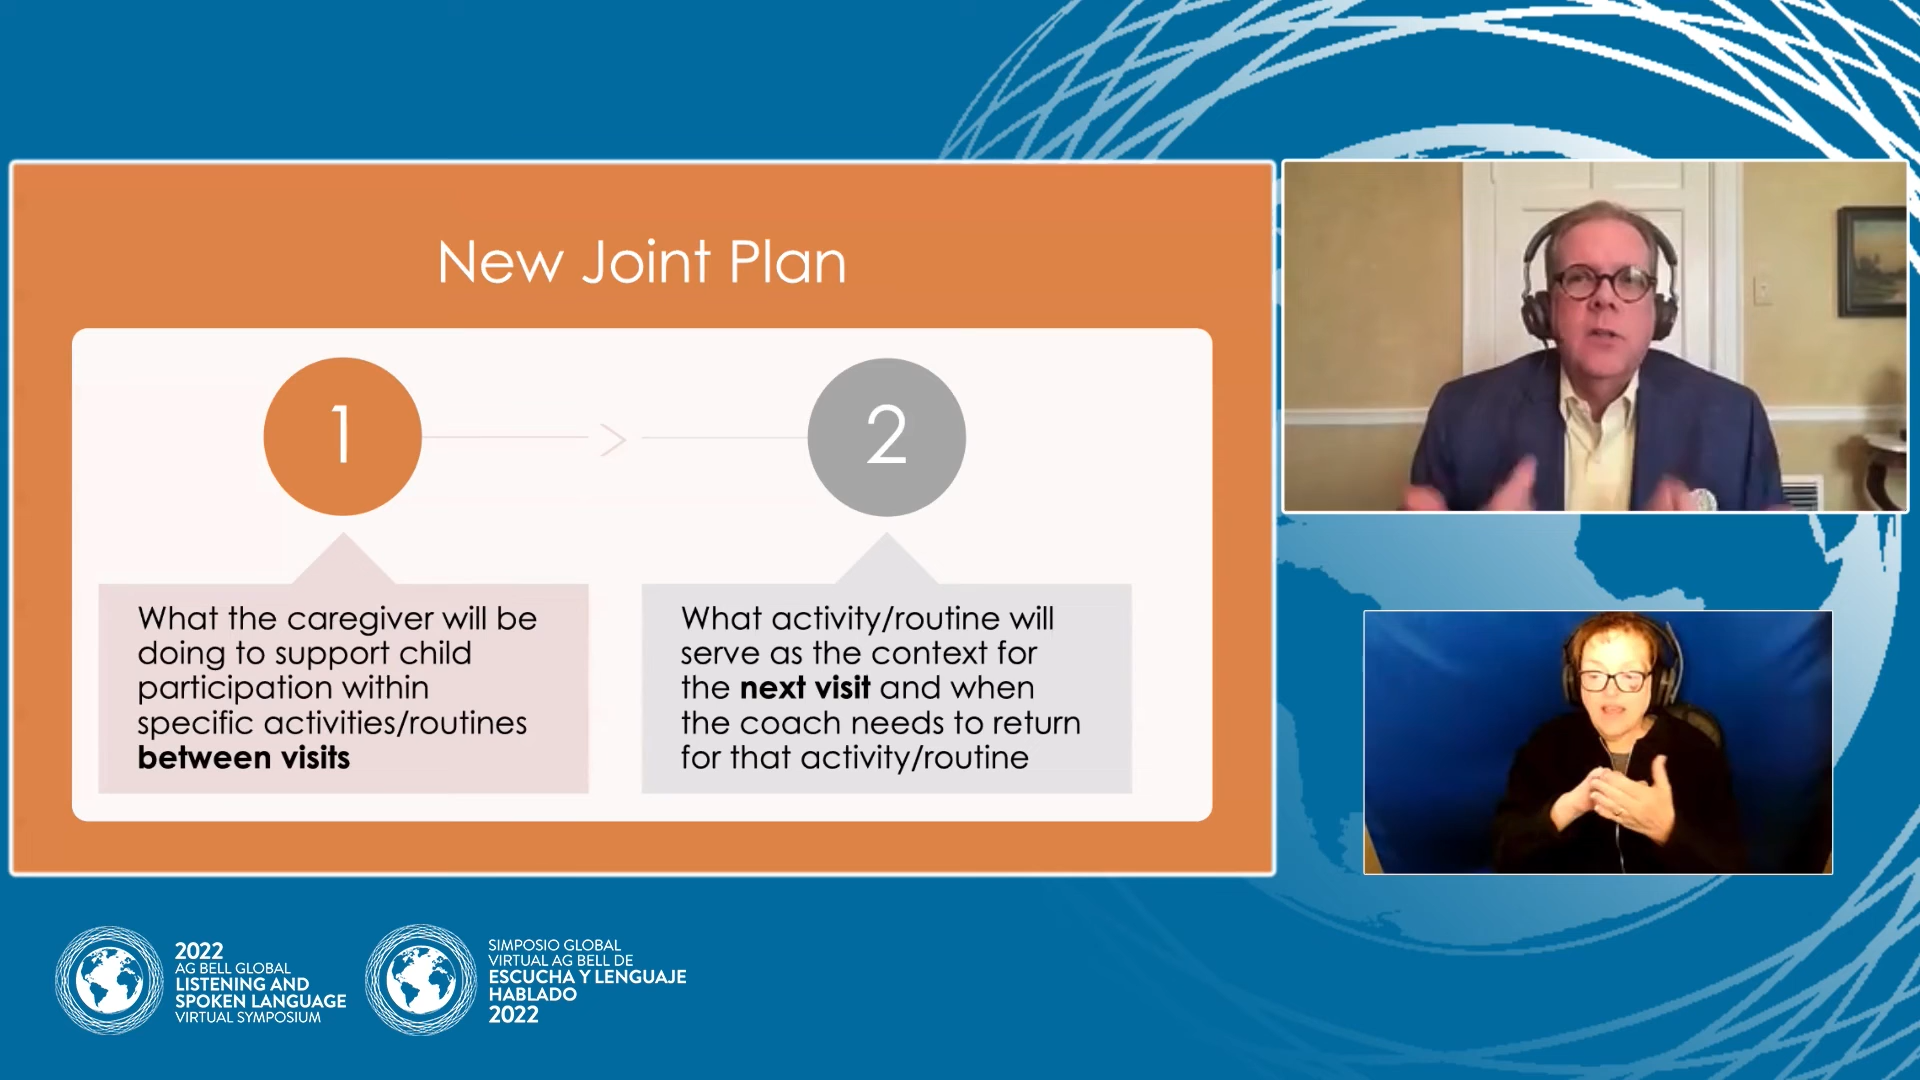 New Joint Plan
1
2
What the caregiver will be
doing to support child
participation within
specific activities/routines
between visits
What activity/routine will
serve as the context for
the next visit and when
the coach needs to return
for that activity/routine
2022
AG BELL GLOBAL
LISTENING AND
SPOKEN LANGUAGE
VIRTUAL SYMPOSIUM
SIMPOSIO GLOBAL
VIRTUAL AG BELL DE
ESCUCHA Y LENGUAJE
HABLADO
2022